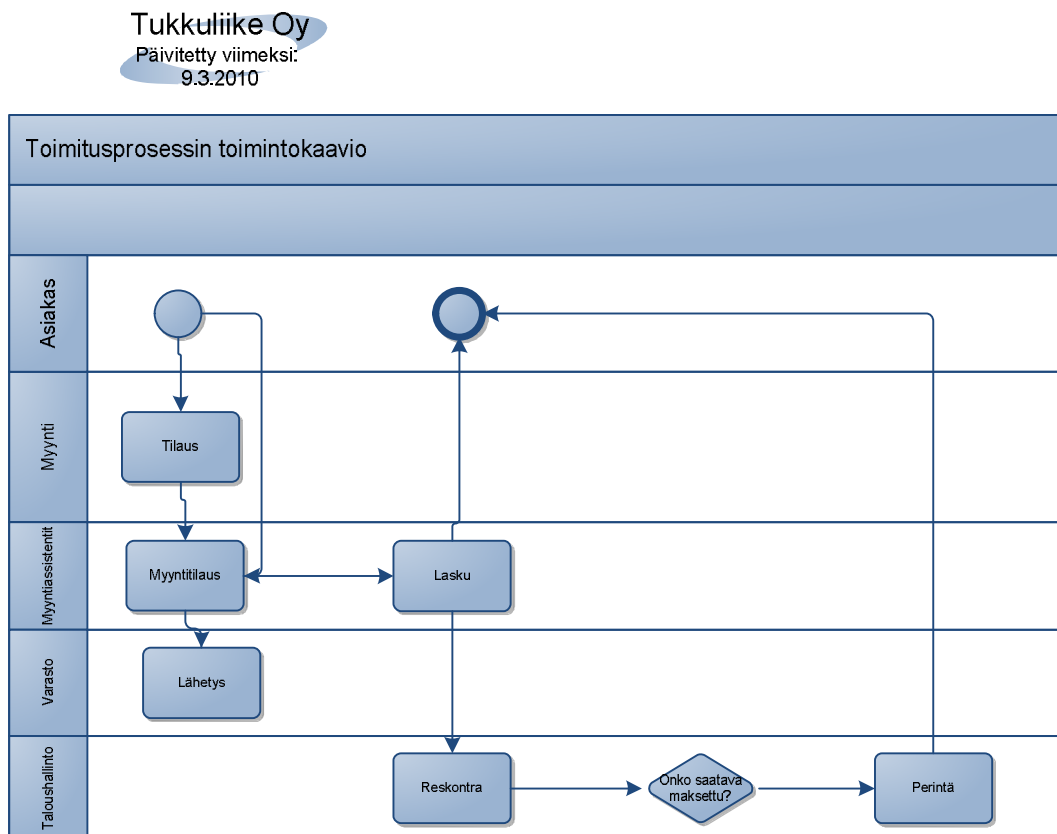 Tukkuliike Oy
Päivitetty viimeksi:
9.3.2010
Toimitusprosessin toimintokaavio
Asiakas
Myynti
Tilaus
Myyntiassistentit
Myyntitilaus
Lasku
Varasto
Lähetys
Taloushallinto
Reskontra
Onko saatava
maksettu?
Perintä